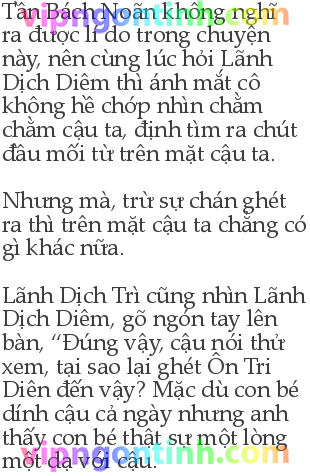 Tần Bách Noãn không nghĩ
ra được lí do trong chuyện
này, nên cùng lúc hỏi Lãnh
Dịch Diêm thì ánh mắt cô
không hề chớp nhìn chằm
chằm cậu ta, định tìm ra chút
đầu mối từ trên mặt cậu ta.

Nhưng mà, trừ sự chán ghét
ra thì trên mặt cậu ta chẳng có
gì khác nữa.

Lãnh Dịch Trì cũng nhìn Lãnh
Dịch Diêm, gõ ngón tay lên
bàn, “Đúng vậy, cậu nói thử
xem, tại sao lại ghét Ôn Tri
Diên đến vậy? Mặc dù con bé
dính cậu cả ngày nhưng anh
thấy con bé thật sự một lòng
một dạ với cậu.
vipngontinh.com
vipngontinh.com